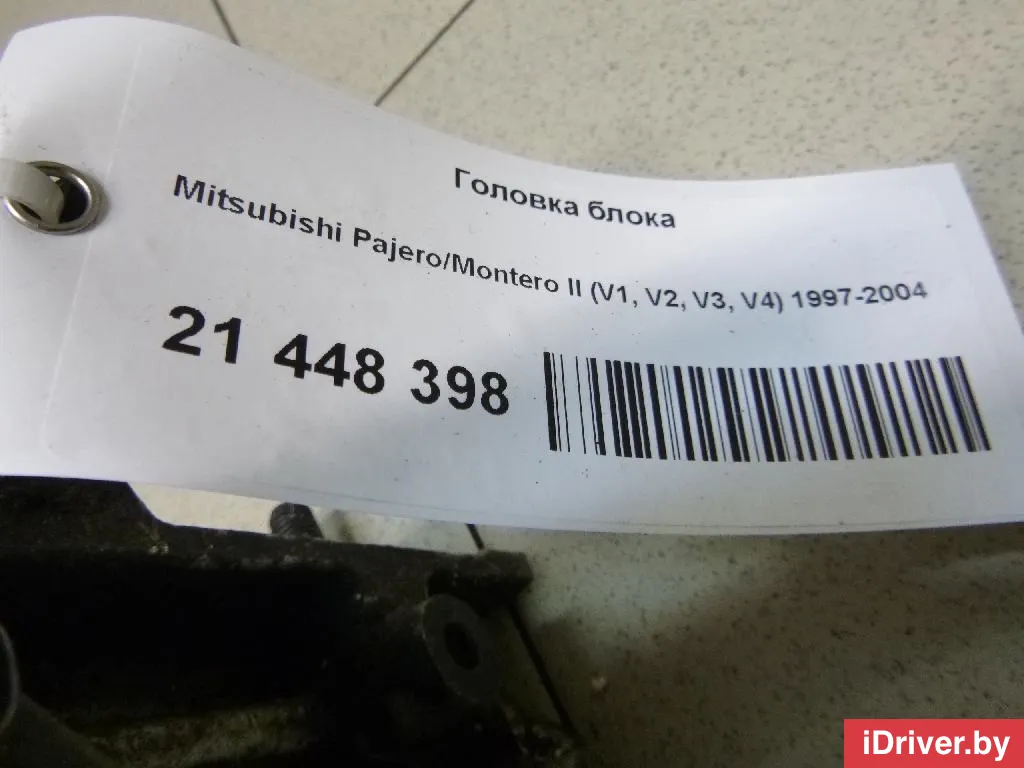 Головка блока
Mitsubishi Pajero/Montero II (V1, V2, V3, V4) 1997-2004
21 448 398
iDriver.by